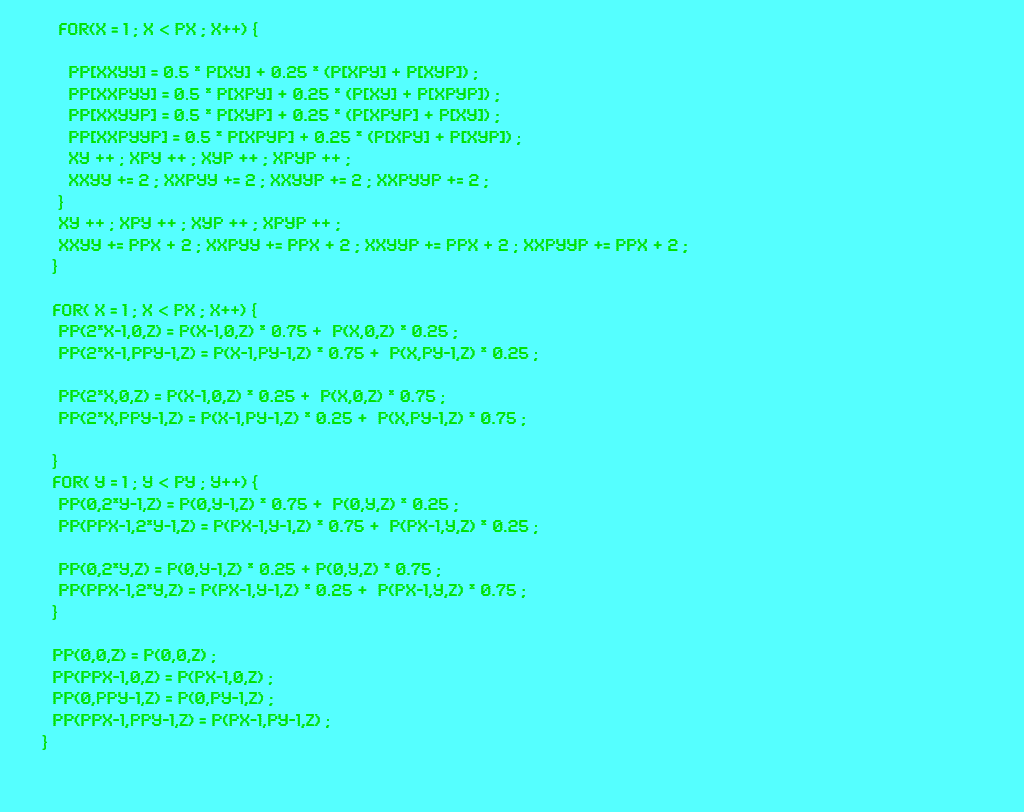 FOR(X = 1 ; X < PX ; X++) {
PP[XXYY] = 0.5 * P[XY] + 0.25 * (P[XPY] + P[XYP]) ;
PP[XXPYY] = 0.5 * P[XPY] + 0.25 * (P[XY] + P[XPYP]) ;
PP[XXYYP] = 0.5 * P[XYP] + 0.25 * (P[XPYP] + P[XY]) ;
PP[XXPYYP] = 0.5 * P[XPYP] + 0.25 * (P[XPY] + P[XYP]) ;
XY ++ ; XPY ++ ; XYP ++ ; XPYP ++ ;
XXYY += 2 ; XXPYY += 2 ; XXYYP += 2 ; XXPYYP += 2 ;
}
XY ++ ; XPY ++ ; XYP ++ ; XPYP ++ ;
XXYY += PPX + 2 ; XXPYY += PPX + 2 ; XXYYP += PPX + 2 ; XXPYYP += PPX + 2 ;
}
FOR( X = 1 ; X < PX ; X++) {
PP(2*X-1,0,Z) = P(X-1,0,Z) * 0.75 + P(X,0,Z) * 0.25 ;
PP(2*X-1,PPY-1,Z) = P(X-1,PY-1,Z) * 0.75 + P(X,PY-1,Z) * 0.25 ;
PP(2*X,0,Z) = P(X-1,0,Z) * 0.25 + P(X,0,Z) * 0.75 ;
PP(2*X,PPY-1,Z) = P(X-1,PY-1,Z) * 0.25 + P(X,PY-1,Z) * 0.75 ;
}
FOR( Y = 1 ; Y < PY ; Y++) {
PP(0,2*Y-1,Z) = P(0,Y-1,Z) * 0.75 + P(0,Y,Z) * 0.25 ;
PP(PPX-1,2*Y-1,Z) = P(PX-1,Y-1,Z) * 0.75 + P(PX-1,Y,Z) * 0.25 ;
PP(0,2*Y,Z) = P(0,Y-1,Z) * 0.25 + P(0,Y,Z) * 0.75 ;
PP(PPX-1,2*Y,Z) = P(PX-1,Y-1,Z) * 0.25 + P(PX-1,Y,Z) * 0.75 ;
}
PP(0,0,Z) = P(0,0,Z) ;
PP(PPX-1,0,Z) = P(PX-1,0,Z) ;
PP(0,PPY-1,Z) = P(0,PY-1,Z) ;
PP(PPX-1,PPY-1,Z) = P(PX-1,PY-1,Z) ;
}